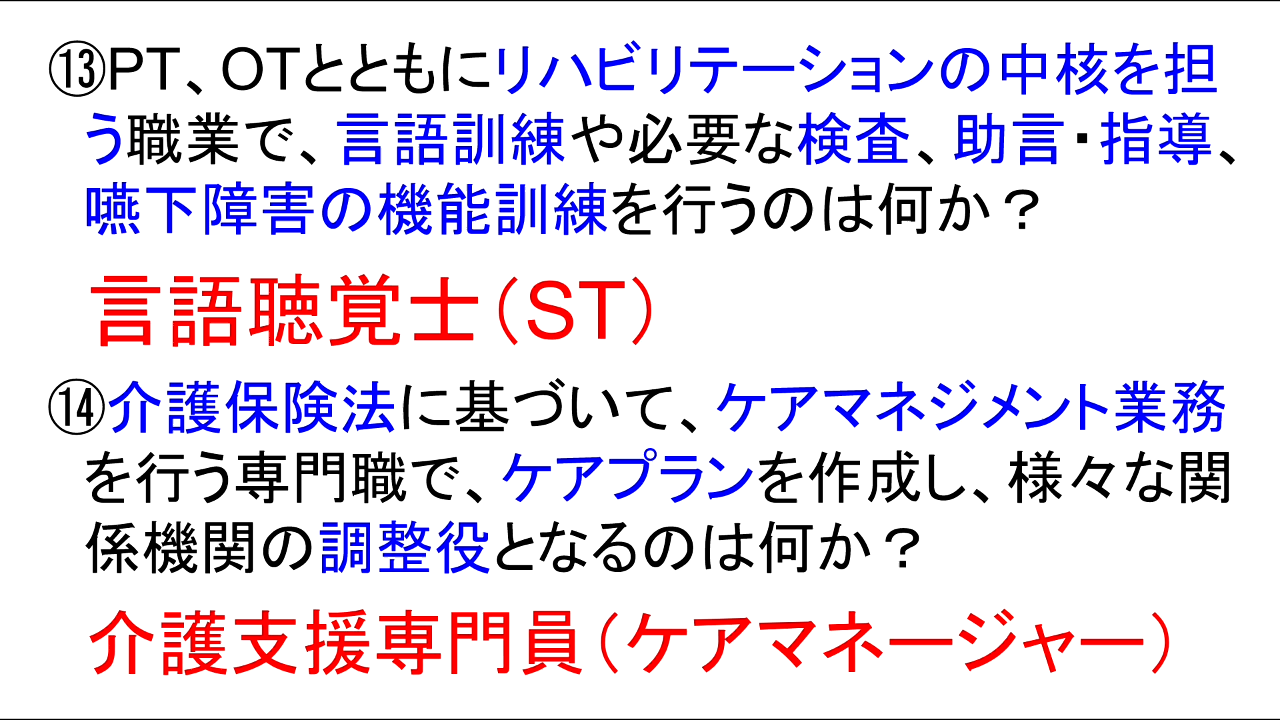 ⑬PT、OTとともにリハビリテーションの中核を担
う職業で、言語訓練や必要な検査、助言・指導、
嚥下障害の機能訓練を行うのは何か？
言語聴覚士（ST）
⑭介護保険法に基づいて、ケアマネジメント業務
を行う専門職で、ケアプランを作成し、様々な関
係機関の調整役となるのは何か？
介護支援専門員（ケアマネージャー）